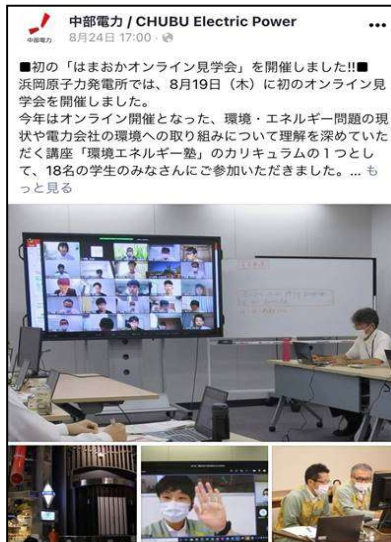 中部電力 / CHUBU Electric Power
中部電力
8月24日 17:00
■初の「はまおかオンライン見学会」を開催しました!!■
浜岡原子力発電所では、8月19日（木）に初のオンライン見
学会を開催しました。
今年はオンライン開催となった、環境・エネルギー問題の現
状や電力会社の環境への取り組みについて理解を深めていた
だく講座「環境エネルギー塾」のカリキュラムの１つとし
て、18名の学生のみなさんにご参加いただきました。... も
っと見る